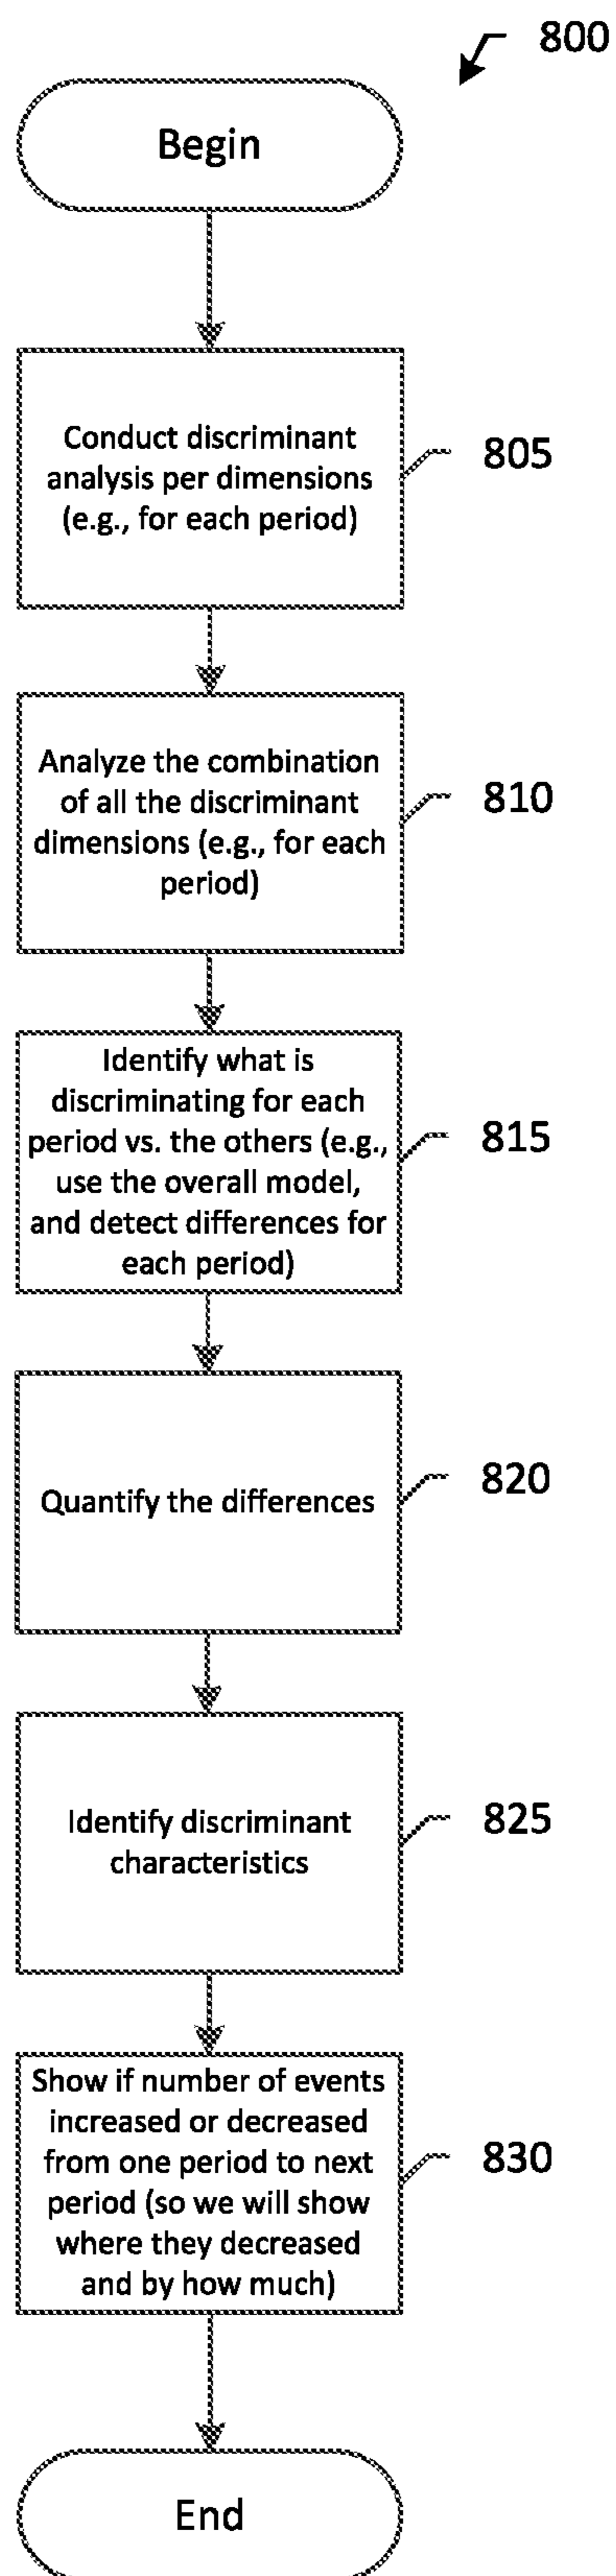 800
Begin
Conduct discriminant
analysis per dimensions
(e.g., for each period)
805
Analyze the combination
of all the discriminant
dimensions (e.g., for each
period)
810
Identify what is
discriminating for each
period vs. the others (e.g.,
use the overall model,
and detect differences for
each period)
815
Quantify the differences
820
Identify discriminant
characteristics
825
Show if number of events
increased or decreased
from one period to next
period (so we will show
where they decreased
and by how much)
830
End